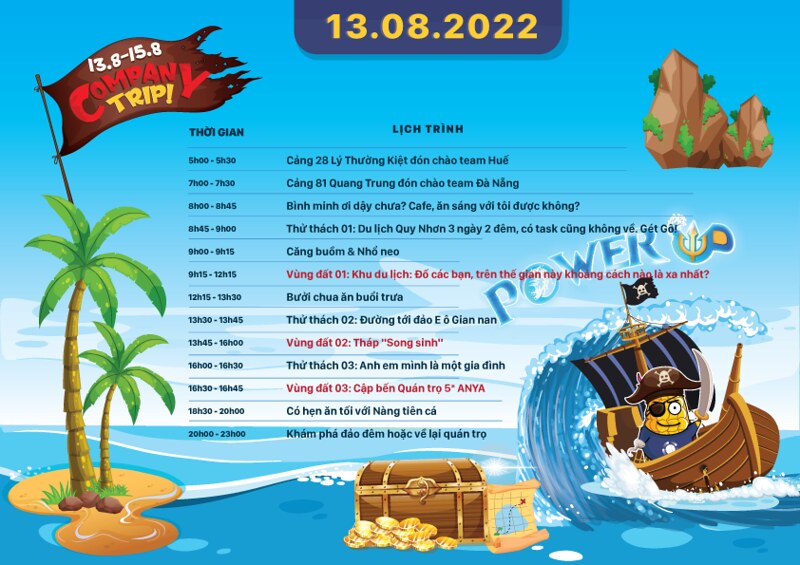 13.08.2022
13.8-15.8
COMPANY
TRIP!
THỜI GIAN LỊCH TRÌNH
5h00 - 5h30 Cảng 28 Lý Thường Kiệt đón chào team Huế
7h00 - 7h30 Cảng 81 Quang Trung đón chào team Đà Nẵng
8h00 - 8h45 Bình minh ơi dậy chưa? Cafe, ăn sáng với tôi được không?
8h45 - 9h00 Thử thách 01: Du lịch Quy Nhơn 3 ngày 2 đêm, có task cũng không về. Gét Gô!
9h00 - 9h15 Căng buồm & Nhổ neo
9h15 - 12h15 Vùng đất 01: Khu du lịch: Đố các bạn, trên thế gian này khoảng cách nào là xa nhất?
12h15 - 13h30 Bưởi chua ăn buổi trưa
13h30 - 13h45 Thử thách 02: Đường tới đảo E ô Gian nan
13h45 - 16h00 Vùng đất 02: Tháp "Song sinh"
16h00 - 16h30 Thử thách 03: Anh em mình là một gia đình
16h30 - 16h45 Vùng đất 03: Cập bến Quán trọ 5* ANYA
18h30 - 20h00 Có hẹn ăn tối với Nàng tiên cá
20h00 - 23h00 Khám phá đảo đêm hoặc về lại quán trọ
POWER UP